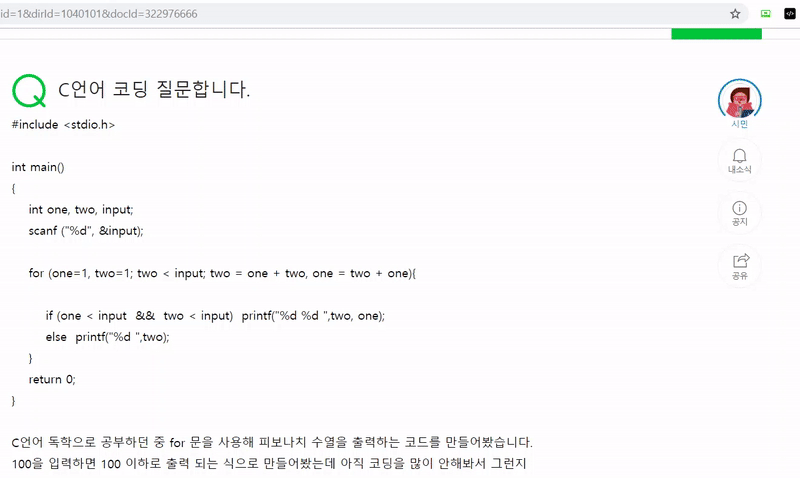 id=1&dirId=1040101&docId=322976666
Q C언어 코딩 질문합니다.
시민
#include <stdio.h>
int main()
내소식
{
int one, two, input;
공지
scanf ("%d", &input);
for (one=1, two=1; two < input; two = one + two, one = two + one){
공유
if (one < input && two < input) printf("%d %d ",two, one);
else printf("%d ",two);
}
return 0;
}
C언어 독학으로 공부하던 중 for 문을 사용해 피보나치 수열을 출력하는 코드를 만들어봤습니다.
100을 입력하면 100 이하로 출력 되는 식으로 만들어봤는데 아직 코딩을 많이 안해봐서 그런지